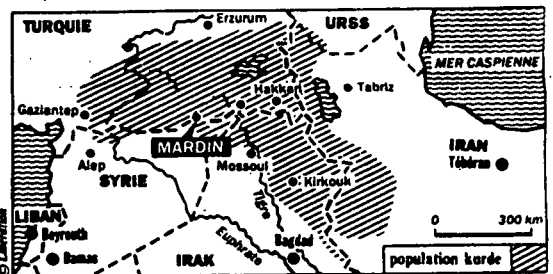 TURQUIE
Erzurum
URSS
MER CASPIENNE
Hakkari
Tabriz
Gaziantep
MARDIN
IRAN
Téhéran
Alep
Mossoul
SYRIE
Kirkouk
LIBAN
Tigre
0 300 km
Beyrouth
Euphrate
Bagdad
Damas
IRAK
population kurde